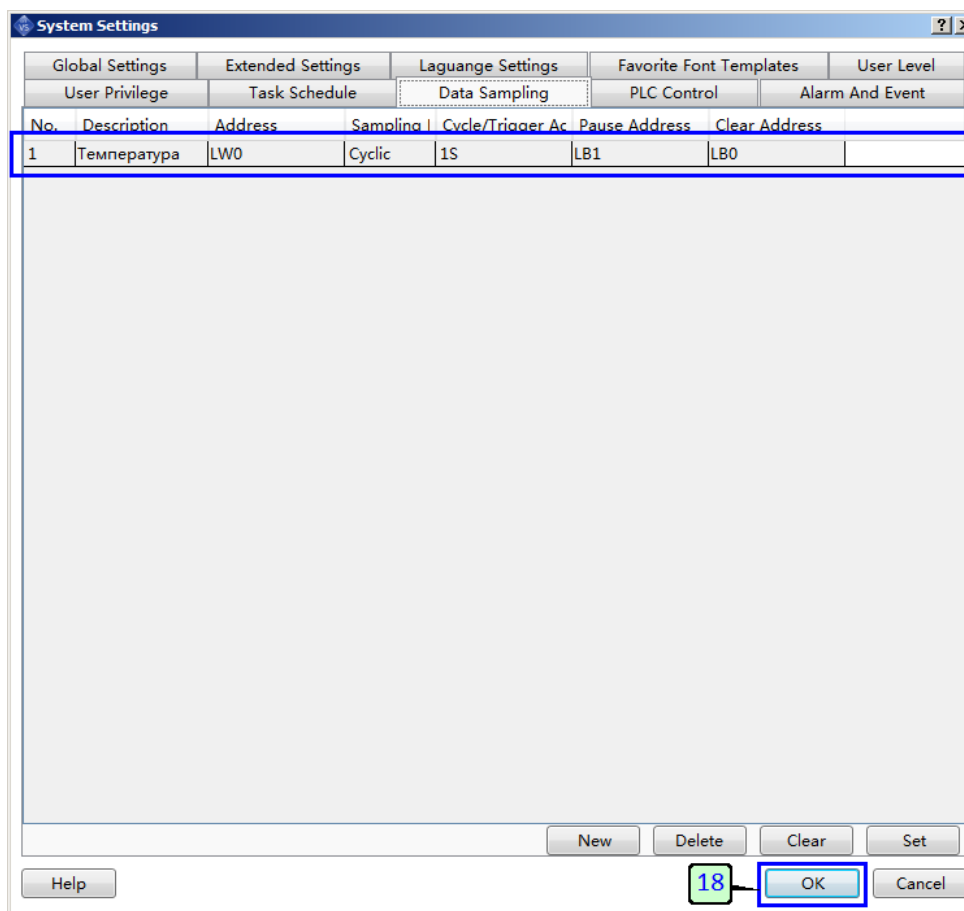 System Settings
Global Settings Extended Settings Laguange Settings Favorite Font Templates User Level
User Privilege Task Schedule Data Sampling PLC Control Alarm And Event
No. Description Address Sampling Cycle/Trigger Ac Pause Address Clear Address
1 Температура LW0 Cyclic 1S LB1 LB0
New Delete Clear Set
Help 18 OK Cancel